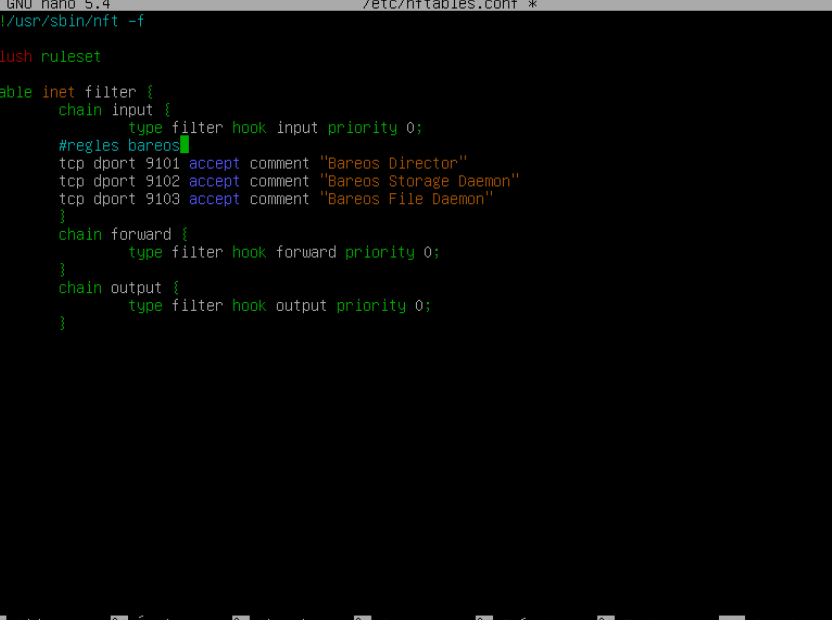 GNU nano 5.4 /etc/nftables.conf *
!/usr/sbin/nft -f
lush ruleset
able inet filter {
chain input {
type filter hook input priority 0;
#regles bareos
tcp dport 9101 accept comment "Bareos Director"
tcp dport 9102 accept comment "Bareos Storage Daemon"
tcp dport 9103 accept comment "Bareos File Daemon"
}
chain forward {
type filter hook forward priority 0;
}
chain output {
type filter hook output priority 0;
}